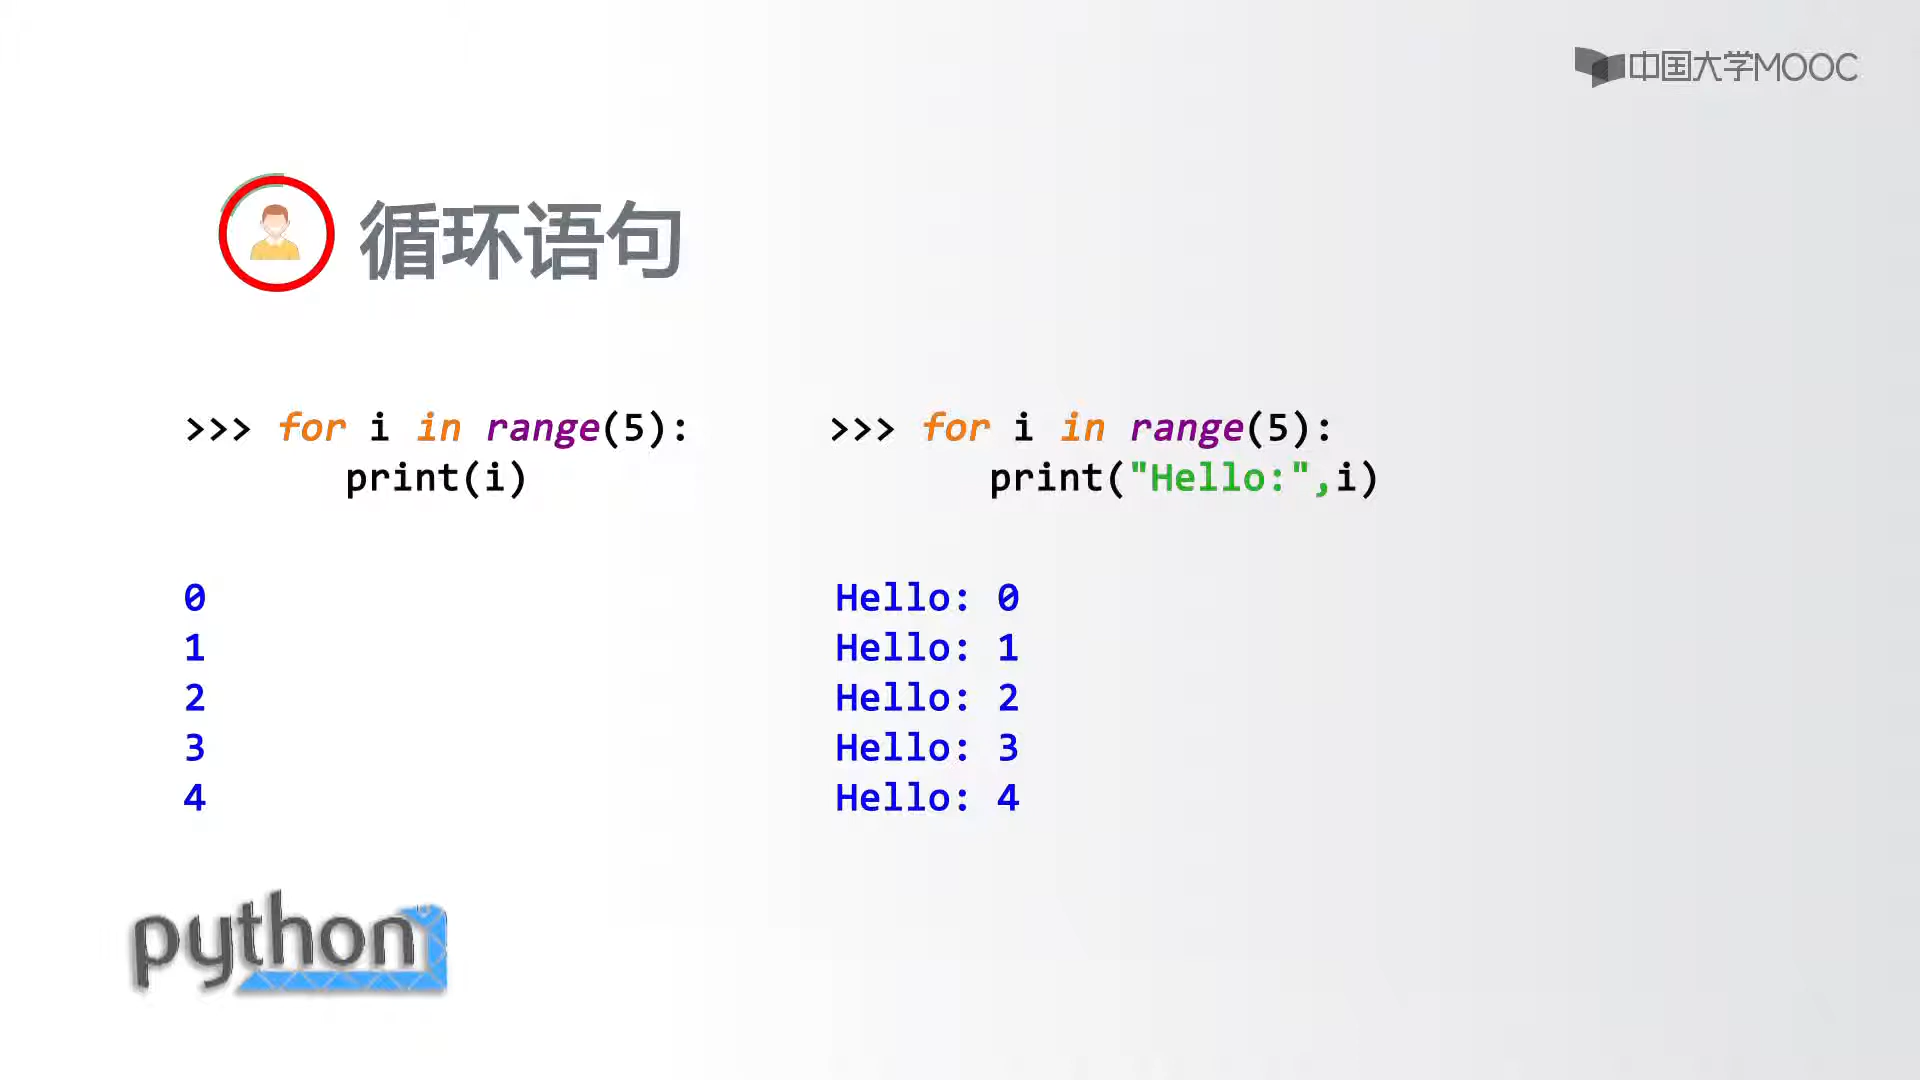 中国大学MOOC
循环语句
>>> for i in range(5):
       print(i)
0
1
2
3
4
>>> for i in range(5):
       print("Hello:",i)
Hello: 0
Hello: 1
Hello: 2
Hello: 3
Hello: 4
python